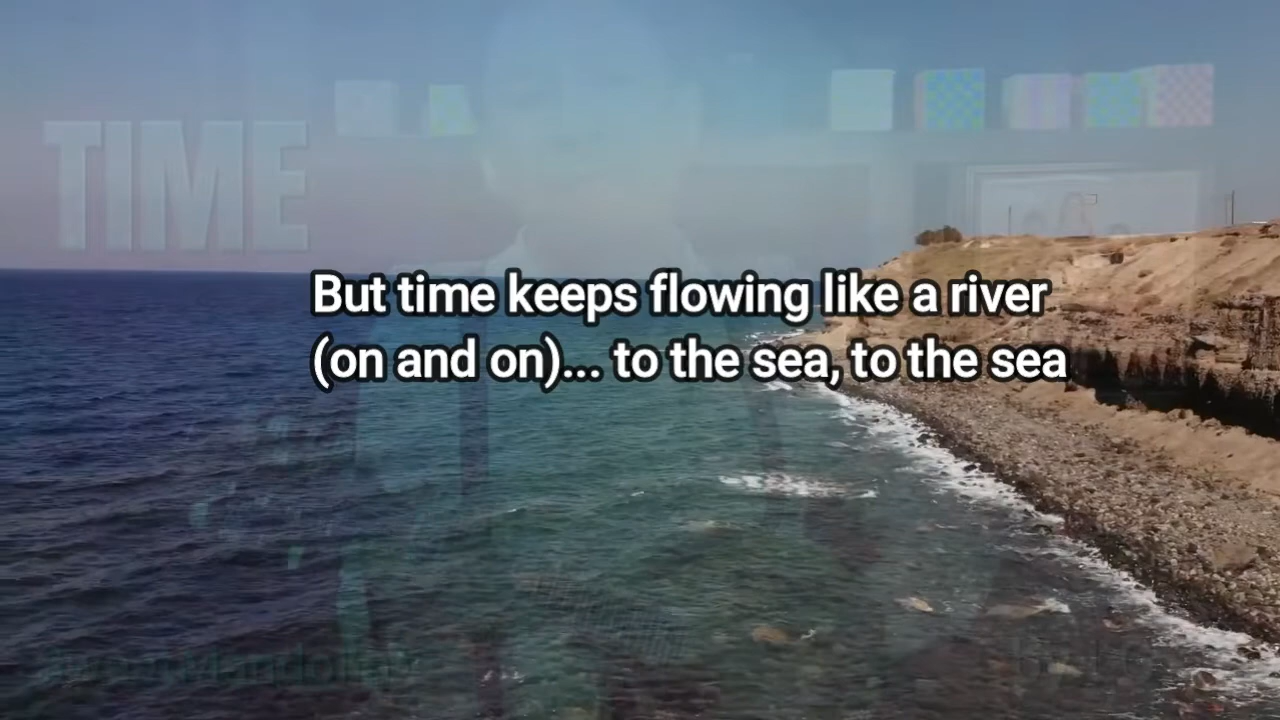 TIME
But time keeps flowing like a river
(on and on)... to the sea, to the sea